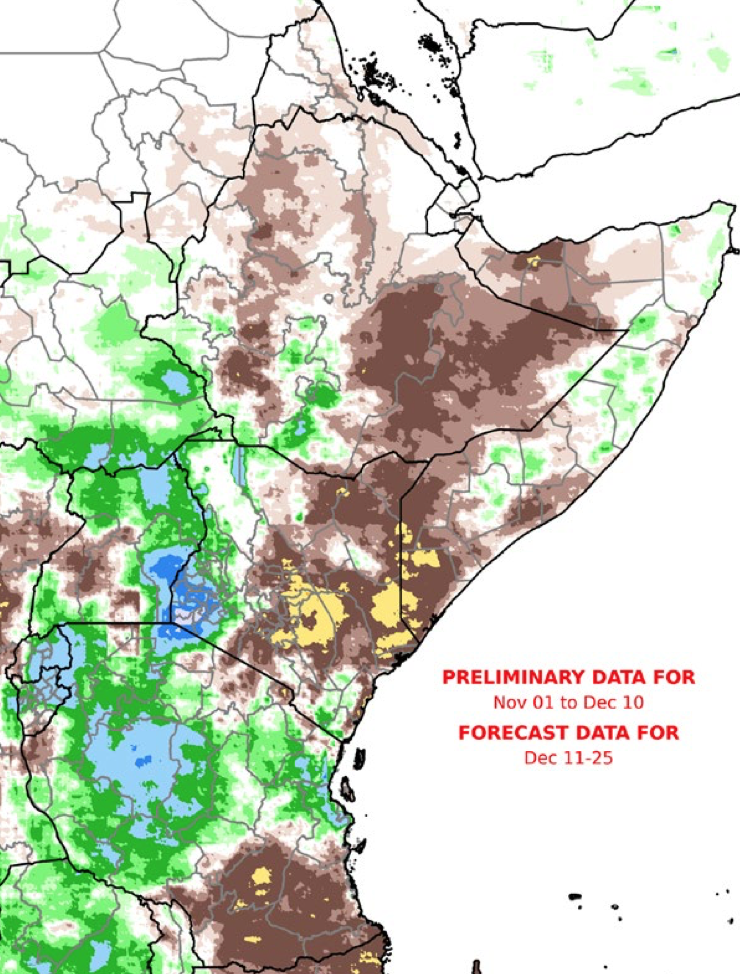 PRELIMINARY DATA FOR
Nov 01 to Dec 10
FORECAST DATA FOR
Dec 11-25